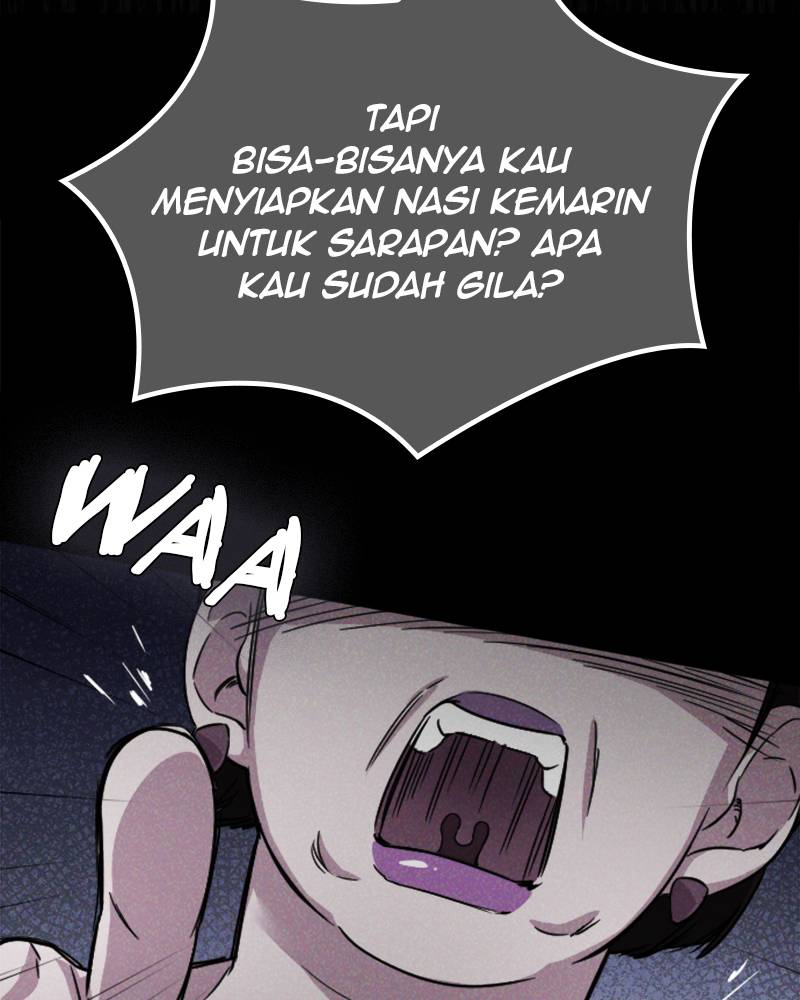 TAPI
BISA-BISANYA KAU
MENYIAPKAN NASI KEMARIN
UNTUK SARAPAN? APA
KAU SUDAH GILA?
WAA